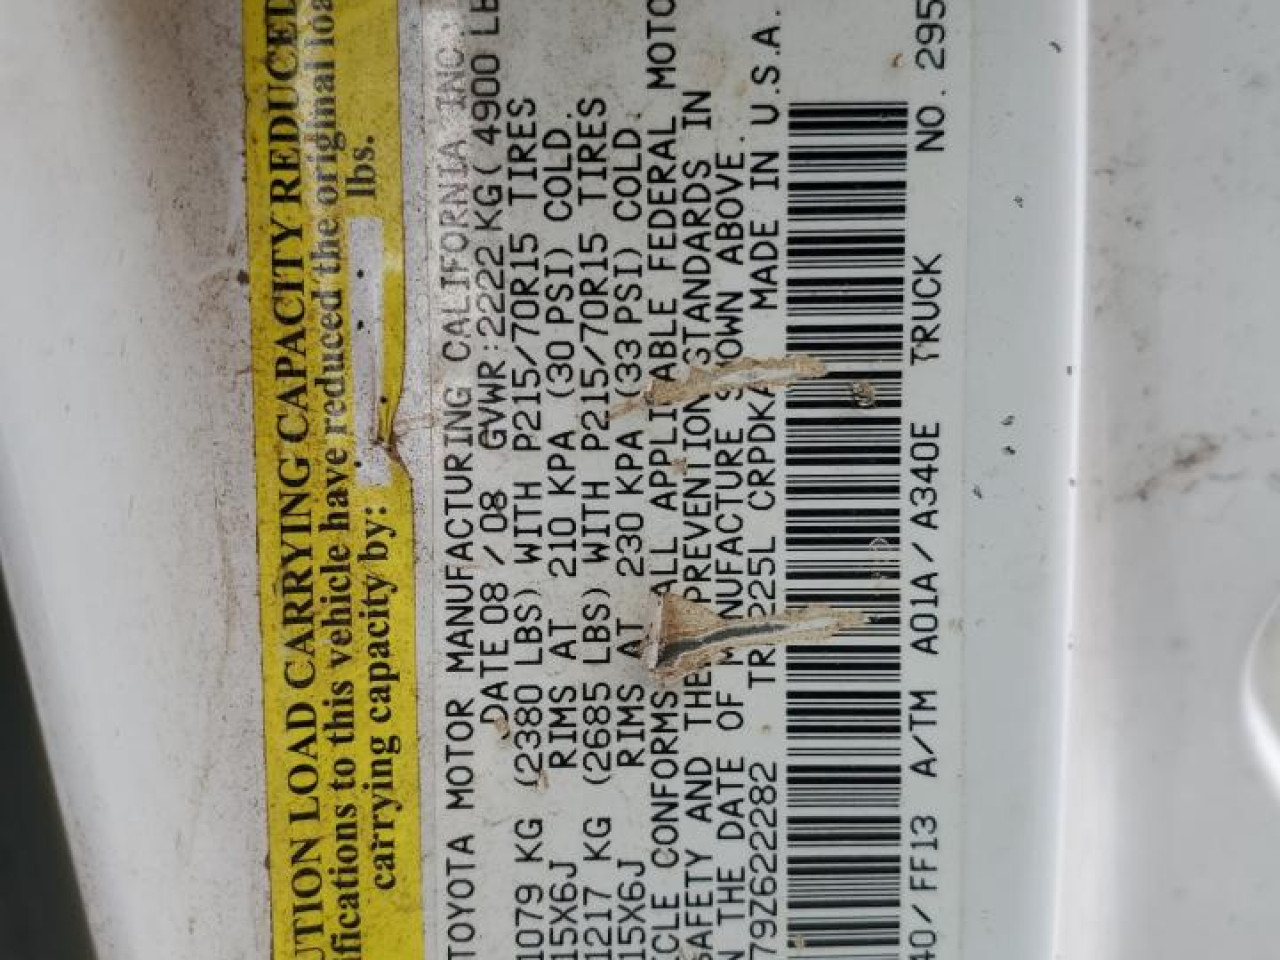 UTION LOAD CARRYING CAPACITY REDUCED
ifications to this vehicle have reduced the original loa
carrying capacity by: lbs.
TOYOTA MOTOR MANUFACTURING CALIFORNIA INC.
DATE 08/08 GVWR:2222KG(4900 LB
1079 KG (2380 LBS) WITH P215/70R15 TIRES
15X6J RIMS AT 210 KPA (30 PSI) COLD.
1217 KG (2685 LBS) WITH P215/70R15 TIRES
15X6J RIMS AT 230 KPA (33 PSI) COLD.
ICLE CONFORMS ALL APPLI ABLE FEDERAL MOTO
SAFETY AND THE PREVENTION STANDARDS IN
N THE DATE OF M NUFACTURE S OWN ABOVE.
79Z622282 TR 225L CRPDKA MADE IN U.S.A.
40/FF13 A/TM A01A/A340E TRUCK NO. 295